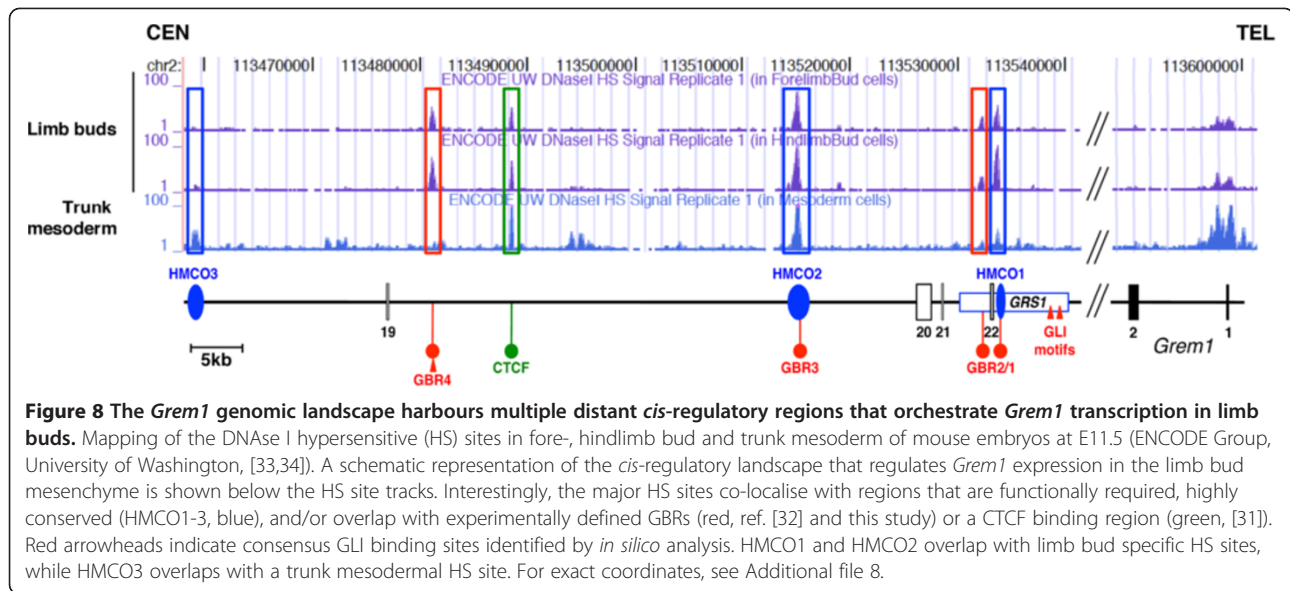 CEN
TEL
chr2: 113470000 113480000 113490000 113500000 113510000 113520000 113530000 113540000 113600000
100
ENCODE UW DNaseI HS Signal Replicate 1 (in ForelimbBud cells)
Limb buds
1
100
ENCODE UW DNaseI HS Signal Replicate 1 (in HindlimbBud cells)
1
Trunk
mesoderm
100
ENCODE UW DNaseI HS Signal Replicate 1 (in Mesoderm cells)
1
HMCO3
HMCO2
HMCO1
GRS1
19
20
21
22
GLI
motifs
2
1
Grem1
5kb
GBR4
CTCF
GBR3
GBR2/1
Figure 8 The Grem1 genomic landscape harbours multiple distant cis-regulatory regions that orchestrate Grem1 transcription in limb
buds. Mapping of the DNAse I hypersensitive (HS) sites in fore-, hindlimb bud and trunk mesoderm of mouse embryos at E11.5 (ENCODE Group,
University of Washington, [33,34]). A schematic representation of the cis-regulatory landscape that regulates Grem1 expression in the limb bud
mesenchyme is shown below the HS site tracks. Interestingly, the major HS sites co-localise with regions that are functionally required, highly
conserved (HMCO1-3, blue), and/or overlap with experimentally defined GBRs (red, ref. [32] and this study) or a CTCF binding region (green, [31]).
Red arrowheads indicate consensus GLI binding sites identified by in silico analysis. HMCO1 and HMCO2 overlap with limb bud specific HS sites,
while HMCO3 overlaps with a trunk mesodermal HS site. For exact coordinates, see Additional file 8.